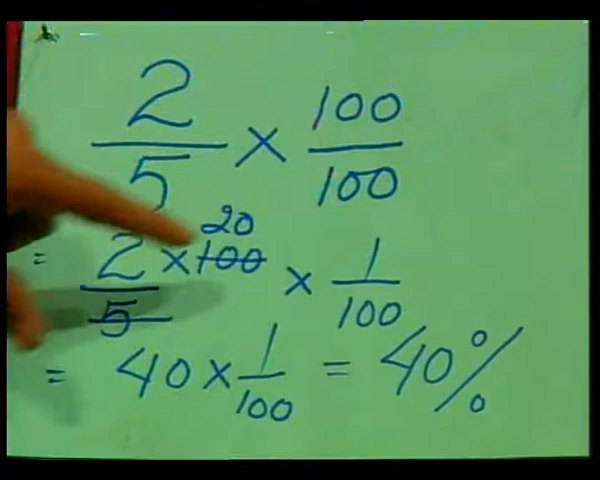 2/5 × 100/100
= 2 × 100/5 × 1/100
20
= 40 × 1/100 = 40%